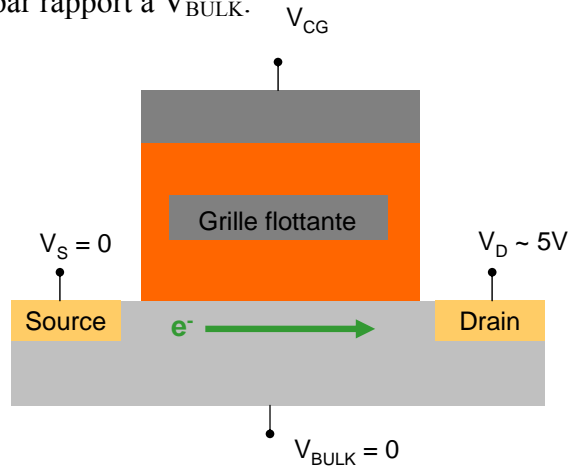 par rapport à V_BULK.
V_CG
Grille flottante
V_S = 0
V_D ~ 5V
Source
e-
Drain
V_BULK = 0